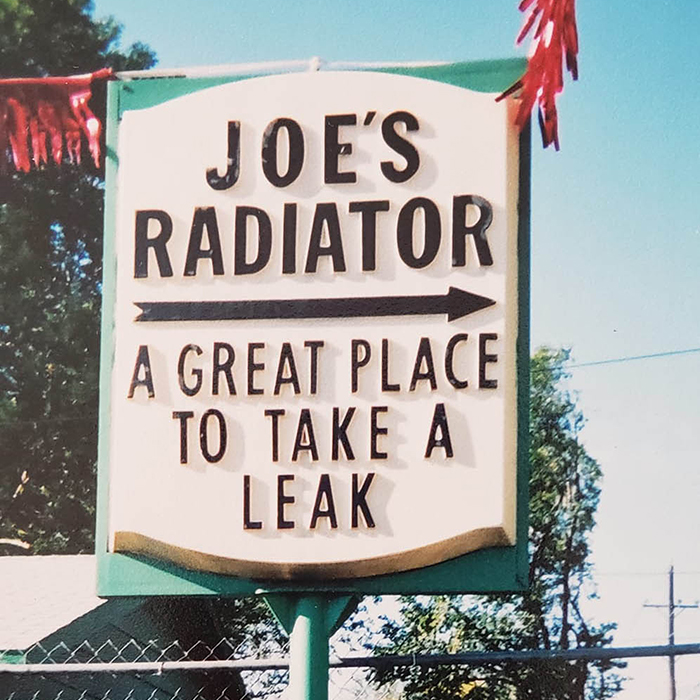 JOE'S
RADIATOR
A GREAT PLACE
TO TAKE A
LEAK